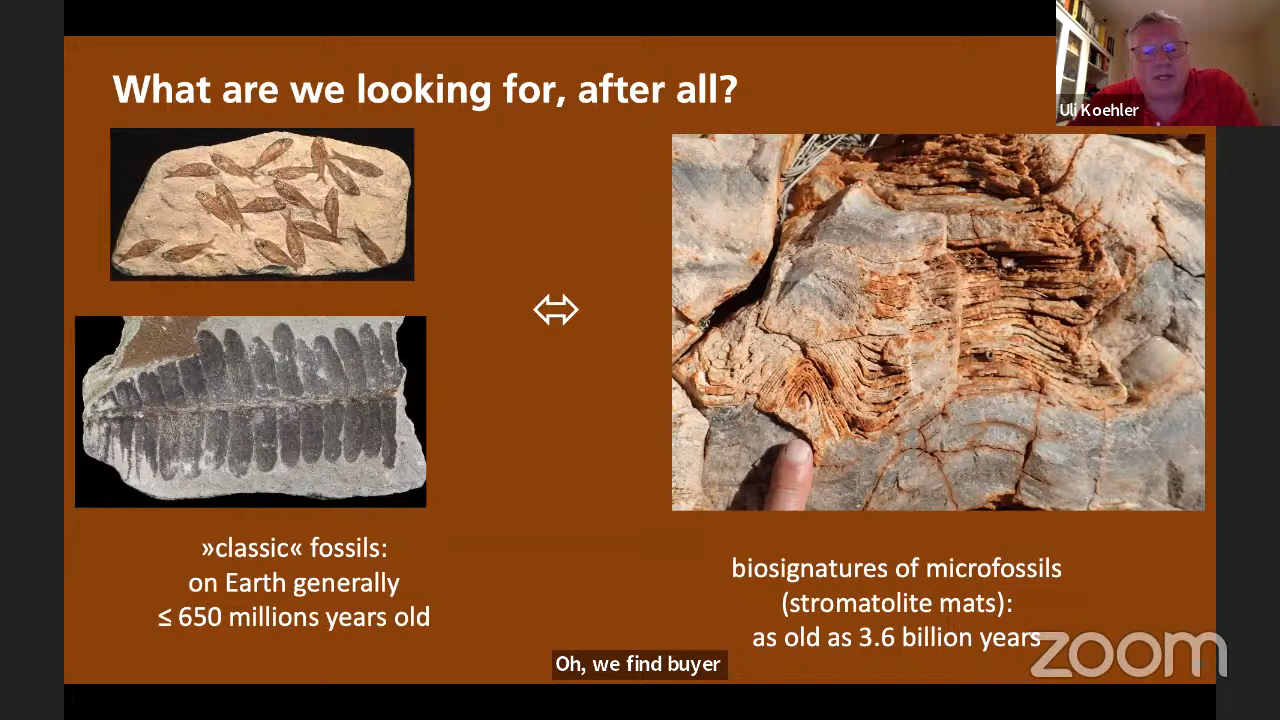 What are we looking for, after all?
Uli Koehler
»classic« fossils:
on Earth generally
≤ 650 millions years old
biosignatures of microfossils
(stromatolite mats):
as old as 3.6 billion years
Oh, we find buyer
zoom